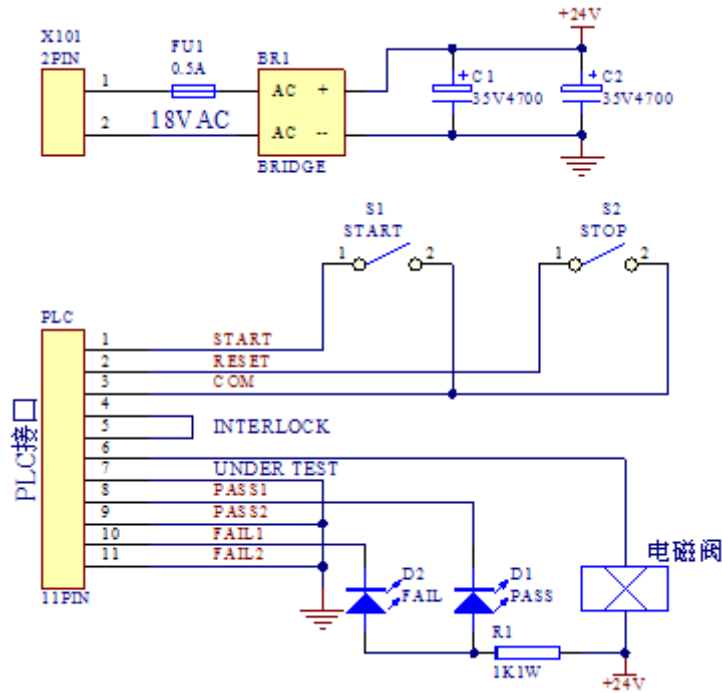 +24V
X101
2PIN
FU1
0.5A
BR1
1
AC +
C1
35V4700
C2
35V4700
2
18VAC
AC --
BRIDGE
S1
START
S2
STOP
1 2
1 2
PLC
1 START
2 RESET
3 COM
4
5 INTERLOCK
6
7 UNDER TEST
8 PASS1
9 PASS2
10 FAIL1
11 FAIL2
PLC接口
11PIN
电磁阀
D2
FAIL
D1
PASS
R1
1K1W
+24V